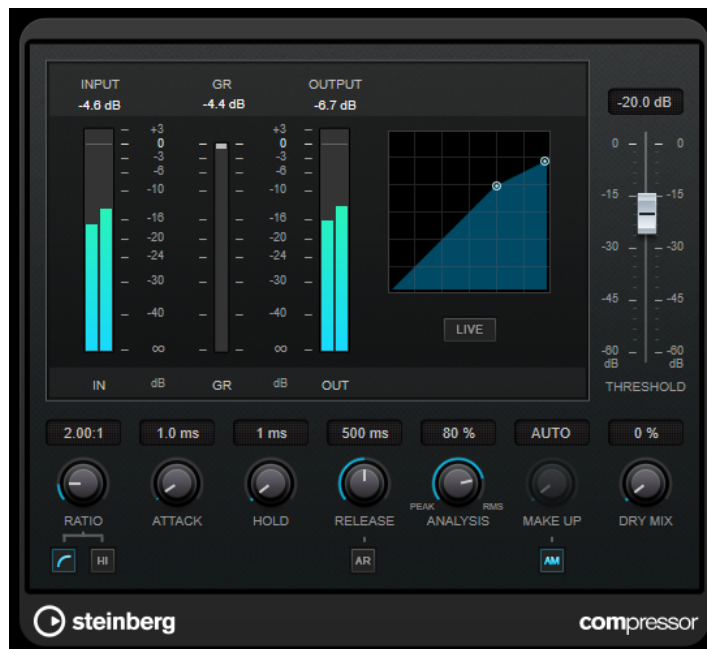 INPUT GR OUTPUT
-4.6 dB -4.4 dB -6.7 dB -20.0 dB
+3 +3
0 0 0 0
-3 -3
-6 -6
-10 -10
-15 -15
-16 -16
-20 -20
-24 -24
-30 -30
-30 -30
-40 -40
LIVE
-45 -45
∞ ∞
-60 -60
dB dB
IN dB GR dB OUT
THRESHOLD
2.00:1 1.0 ms 1 ms 500 ms 80 % AUTO 0 %
PEAK RMS
RATIO ATTACK HOLD RELEASE ANALYSIS MAKE UP DRY MIX
HI AR AM
steinberg compressor